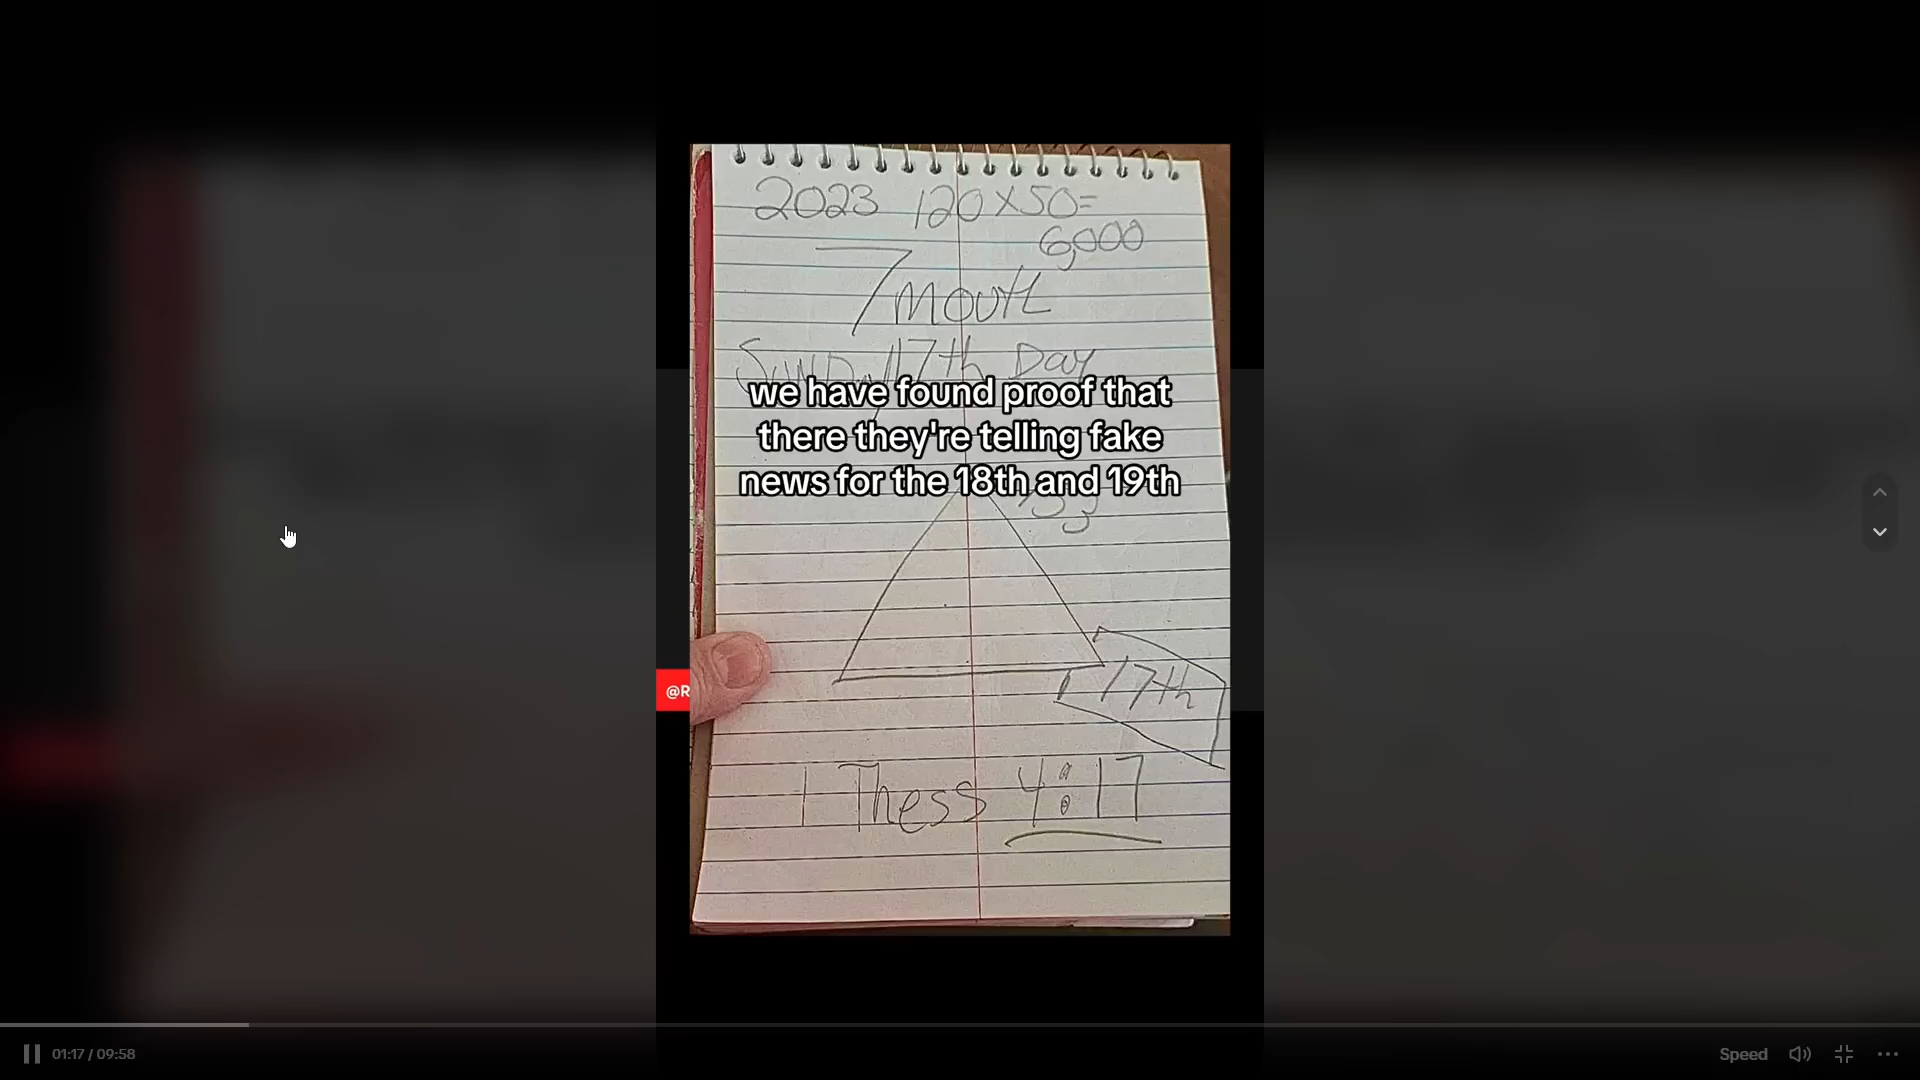 2023 120 x 50 =
6,000
7 MOUTL
17th Day
we have found proof that
there they're telling fake
news for the 18th and 19th
@R
17th
1 Thess 4:17
01:17 / 09:58
Speed